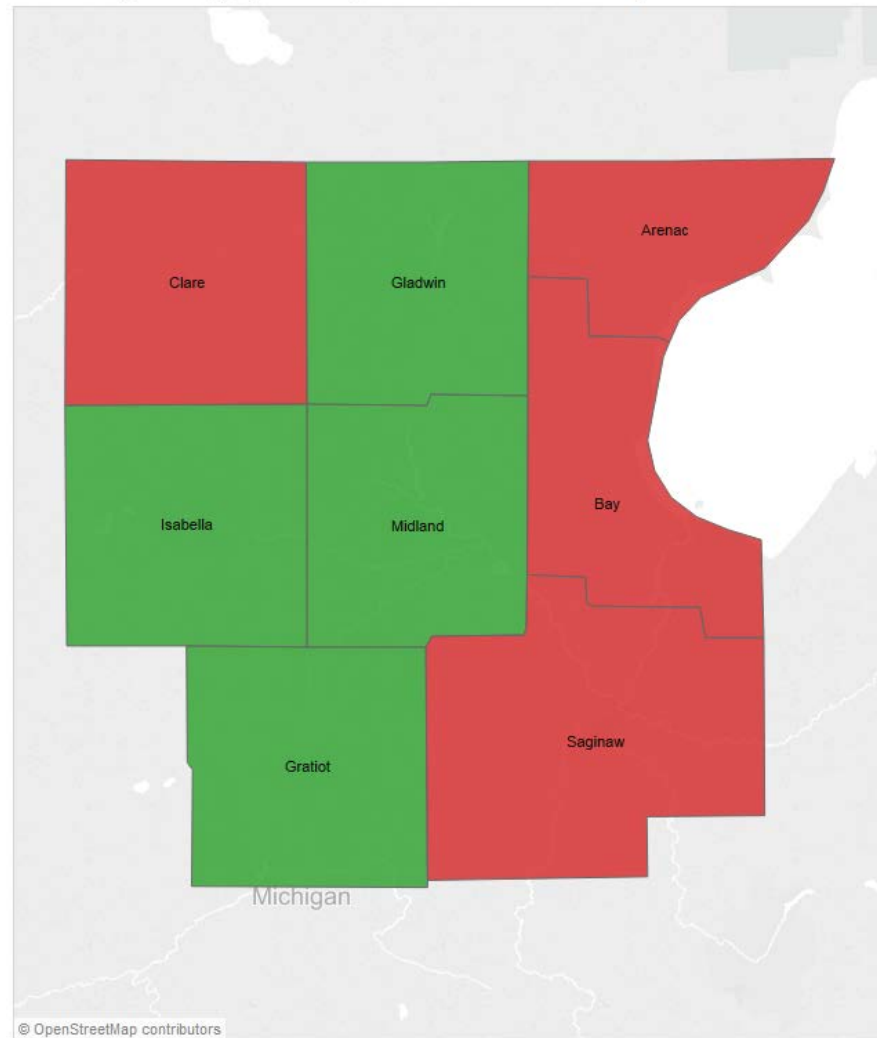 Arenac
Clare
Gladwin
Bay
Isabella
Midland
Saginaw
Gratiot
Michigan
© OpenStreetMap contributors